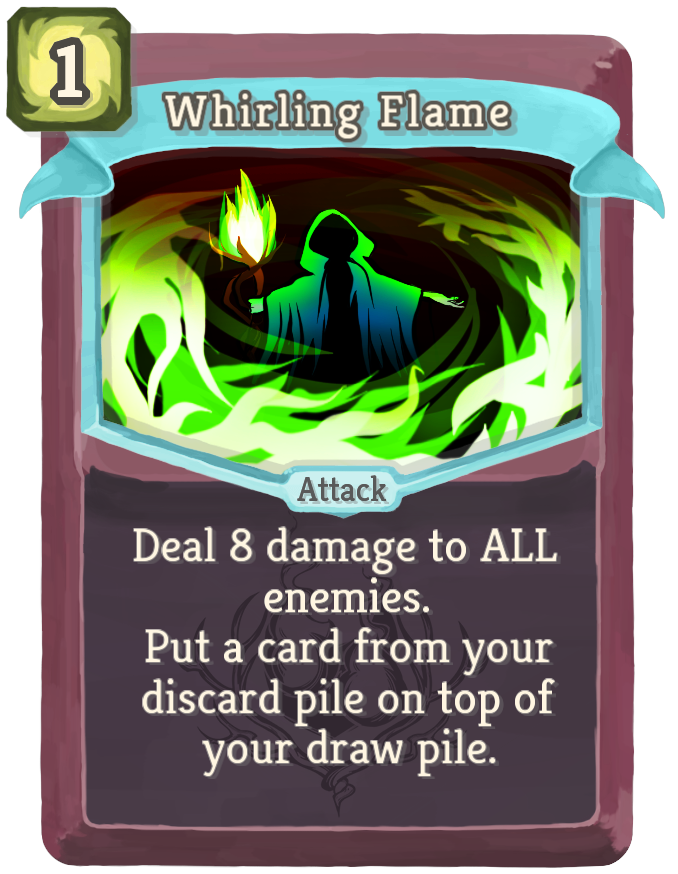 1
Whirling Flame
Attack
Deal 8 damage to ALL
enemies.
Put a card from your
discard pile on top of
your draw pile.